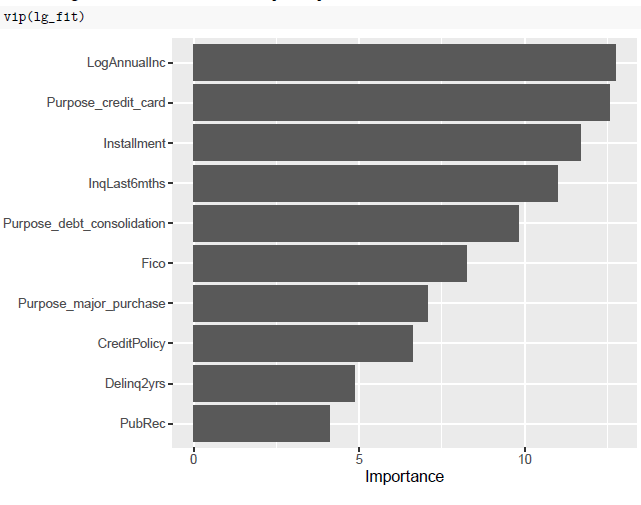 vip(lg_fit)
LogAnnualInc
Purpose_credit_card
Installment
InqLast6mths
Purpose_debt_consolidation
Fico
Purpose_major_purchase
CreditPolicy
Delinq2yrs
PubRec
0 5 10
Importance